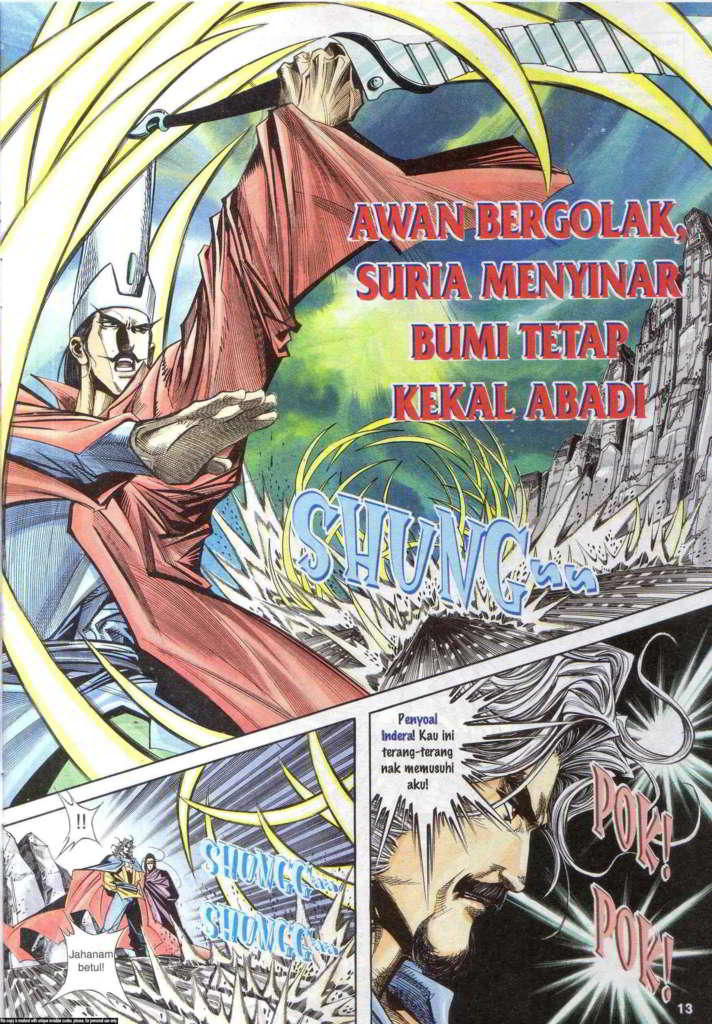 AWAN BERGOLAK,
SURIA MENYINAR
BUMI TETAP
KEKAL ABADI
SHUNGnn
!!
SHUNGG
SHUNGG
Jahanam
betul!
Penyoal
Indera! Kau ini
terang-terang
nak memusuhi
aku!
POK!
POK!
13